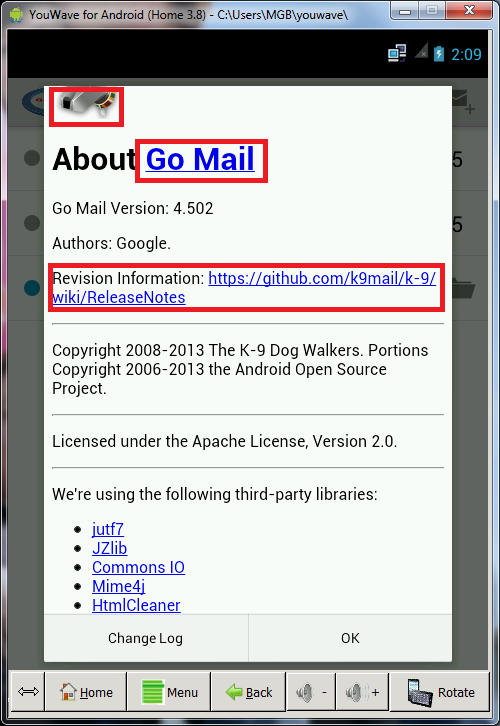 YouWave for Android (Home 3.8) - C:\Users\MGB\youwave\
2:09
About Go Mail
5
Go Mail Version: 4.502
Authors: Google.
5
Revision Information: https://github.com/k9mail/k-9/
wiki/ReleaseNotes
Copyright 2008-2013 The K-9 Dog Walkers. Portions
Copyright 2006-2013 the Android Open Source
Project.
Licensed under the Apache License, Version 2.0.
We're using the following third-party libraries:
jutf7
JZlib
Commons IO
Mime4j
HtmlCleaner
Change Log OK
Home Menu Back - + Rotate